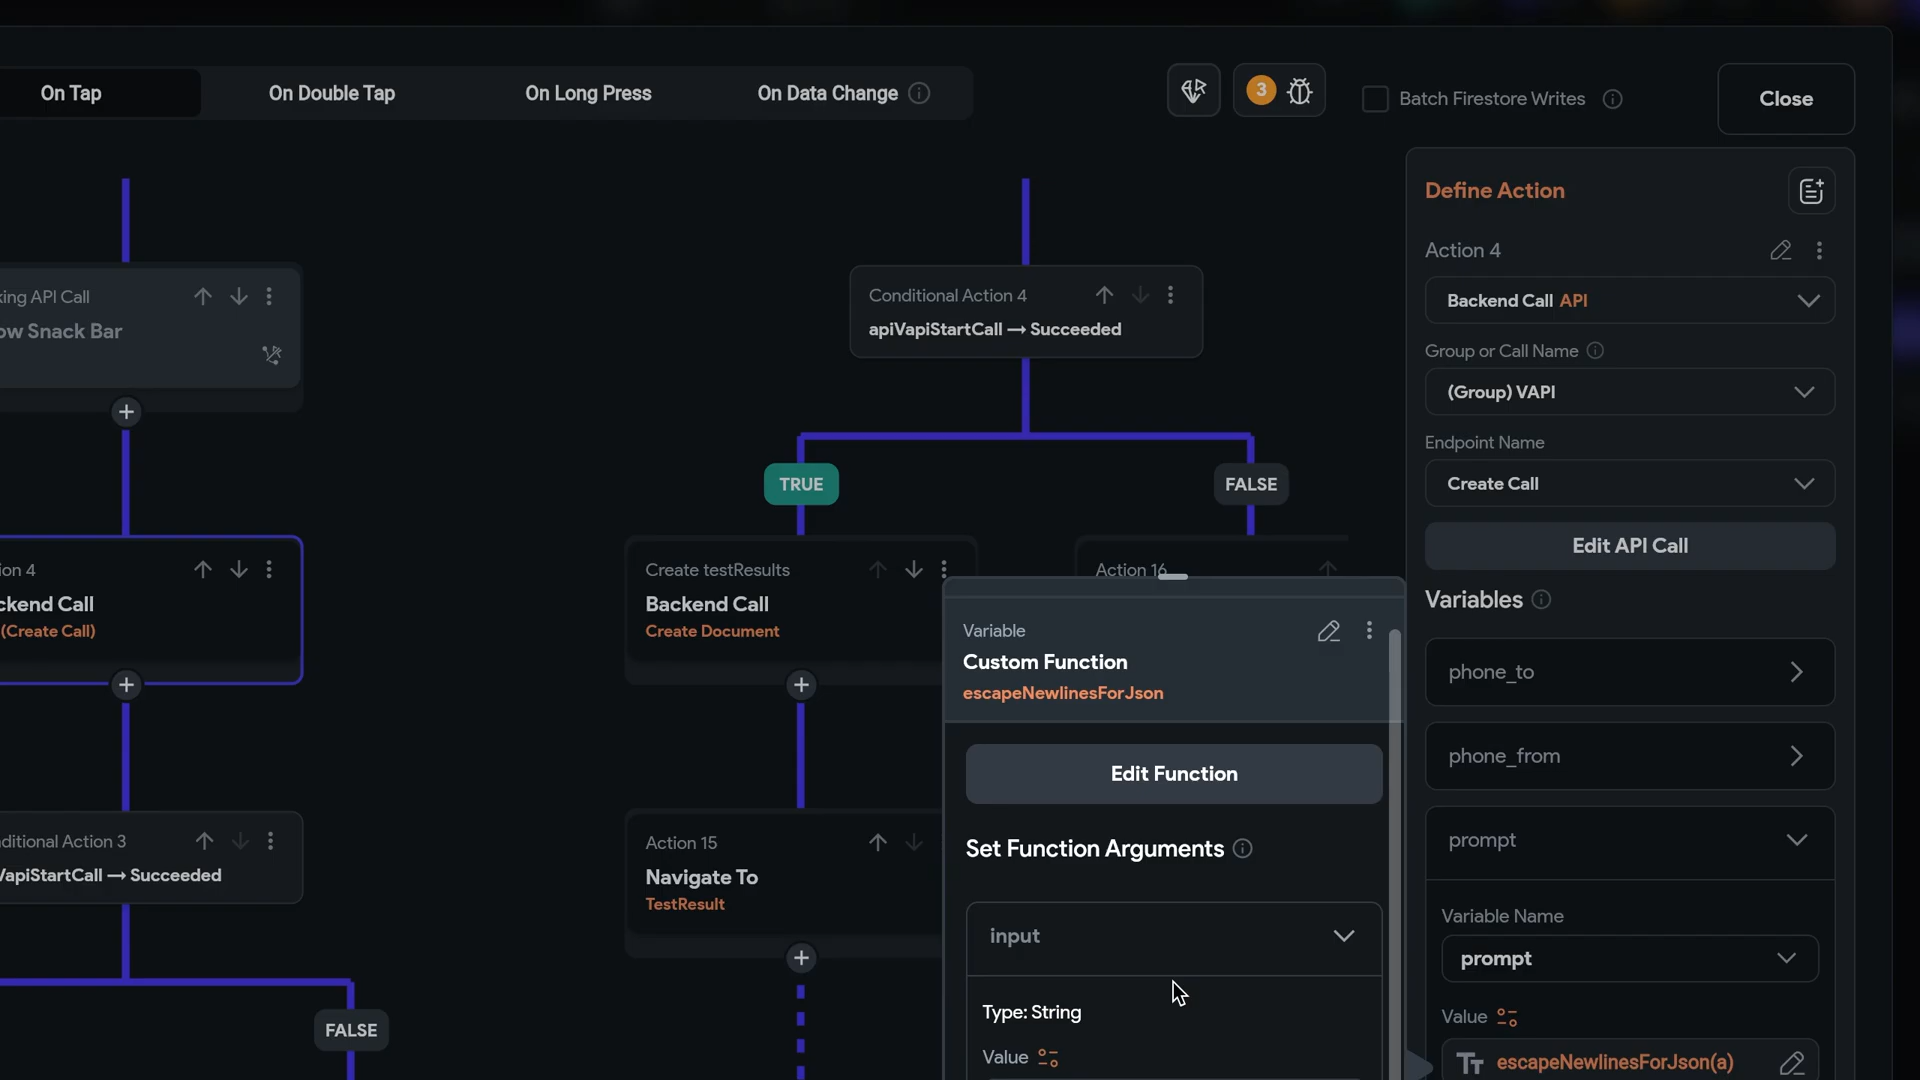 On Tap
On Double Tap
On Long Press
On Data Change
3
Batch Firestore Writes
Close
king API Call
ow Snack Bar
ion 4
ckend Call
(Create Call)
ditional Action 3
VapiStartCall → Succeeded
FALSE
Conditional Action 4
apiVapiStartCall → Succeeded
TRUE
FALSE
Create testResults
Backend Call
Create Document
Action 16
Action 15
Navigate To
TestResult
Variable
Custom Function
escapeNewlinesForJson
Edit Function
Set Function Arguments
input
Type: String
Value
Define Action
Action 4
Backend Call API
Group or Call Name
(Group) VAPI
Endpoint Name
Create Call
Edit API Call
Variables
phone_to
phone_from
prompt
Variable Name
prompt
Value
Tt escapeNewlinesForJson(a)